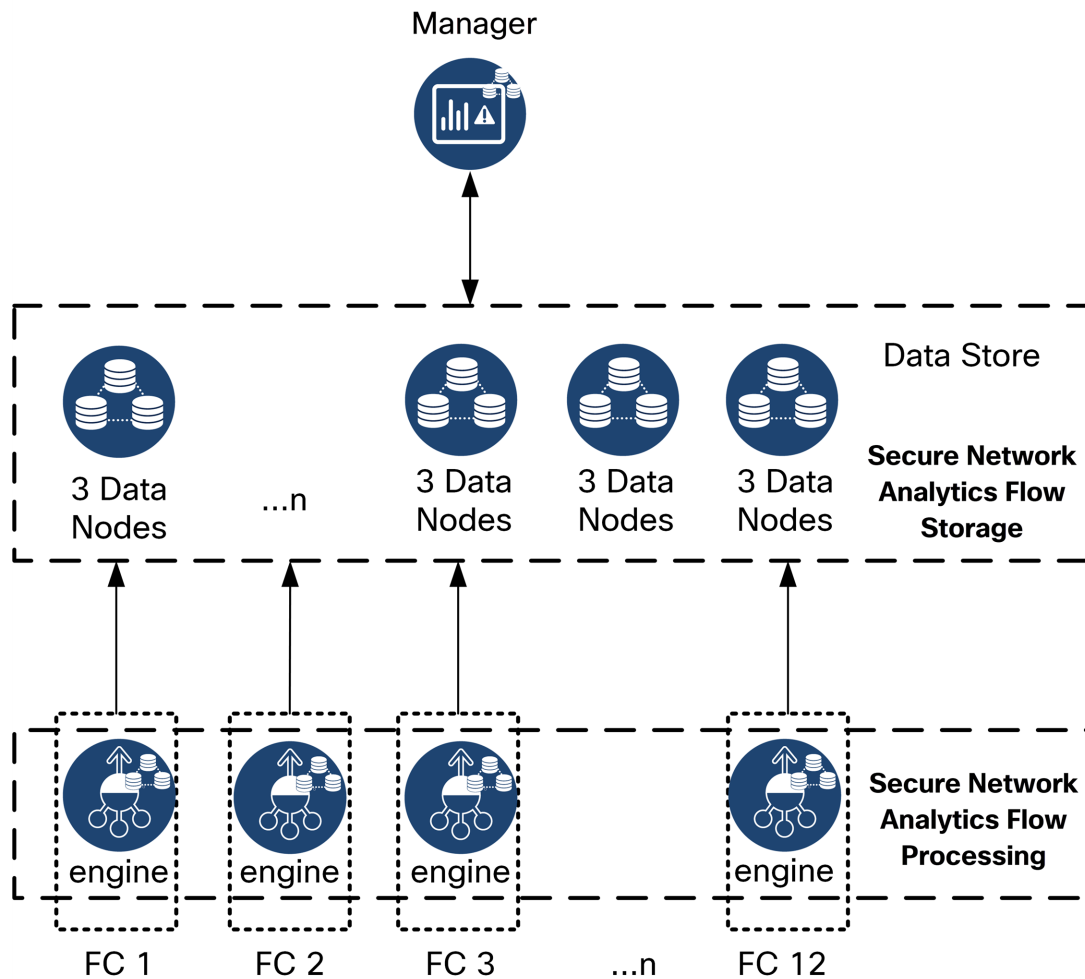 Manager
Data Store
3 Data
Nodes
...n
3 Data
Nodes
3 Data
Nodes
3 Data
Nodes
Secure Network
Analytics Flow
Storage
engine
engine
engine
engine
Secure Network
Analytics Flow
Processing
FC 1
FC 2
FC 3
...n
FC 12